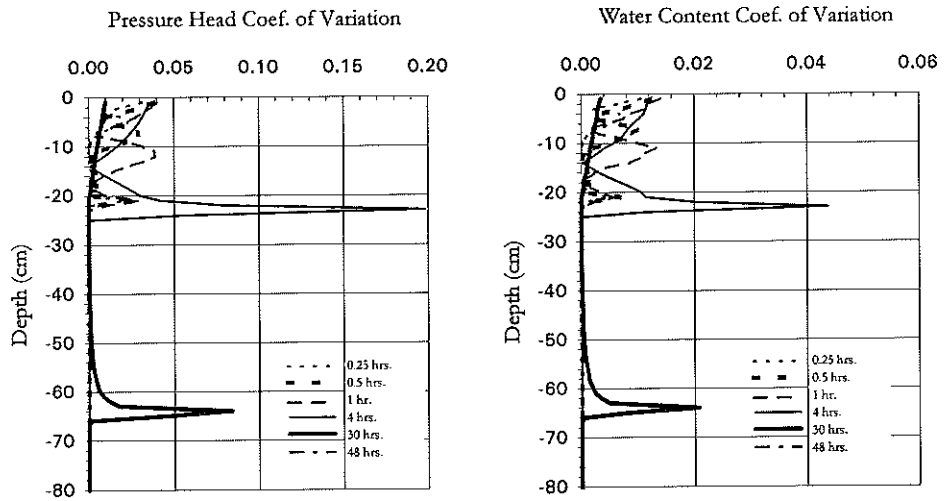 Pressure Head Coef. of Variation
0.00 0.05 0.10 0.15 0.20
0
-10
-20
-30
-40
-50
-60
-70
-80
Depth (cm)
0.25 hrs.
0.5 hrs.
1 hr.
4 hrs.
30 hrs.
48 hrs.
Water Content Coef. of Variation
0.00 0.02 0.04 0.06
0
-10
-20
-30
-40
-50
-60
-70
-80
Depth (cm)
0.25 hrs.
0.5 hrs.
1 hr.
4 hrs.
30 hrs.
48 hrs.